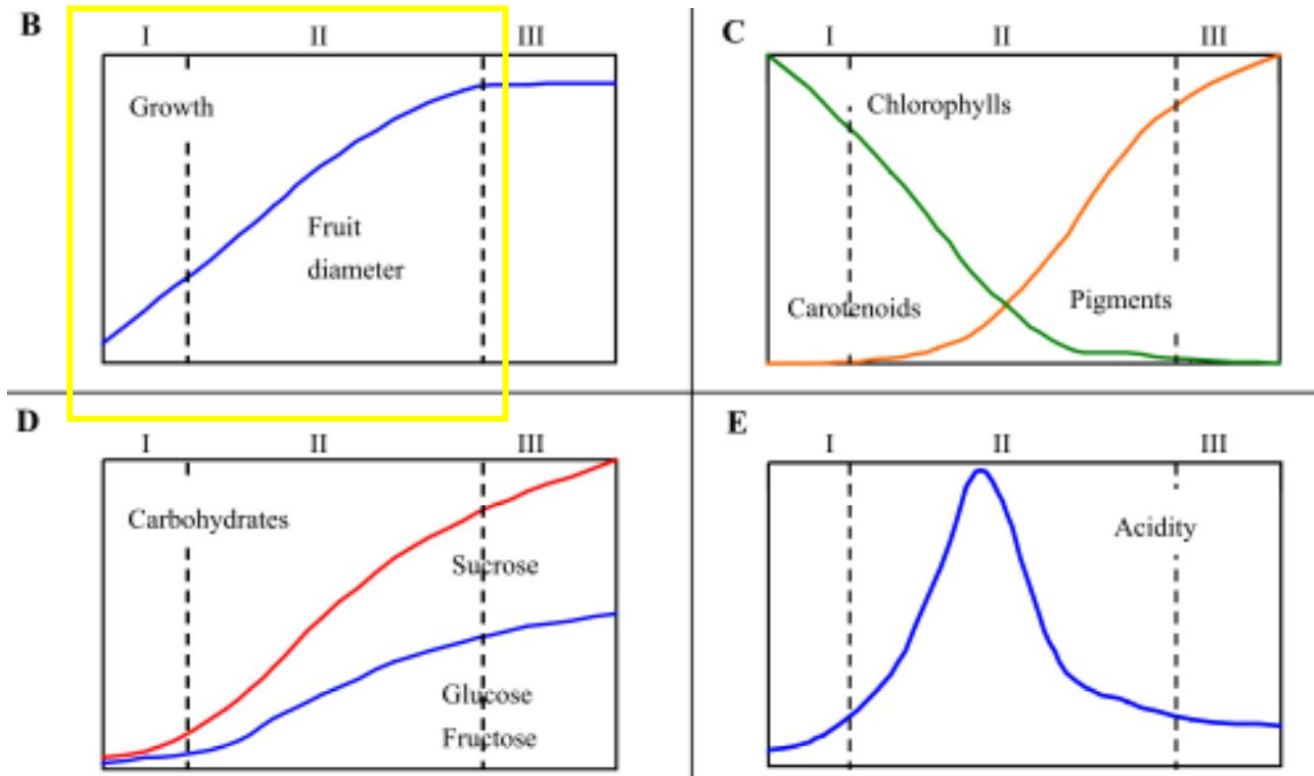 B
I II III
Growth
Fruit
diameter
C
I II III
Chlorophylls
Carotenoids
Pigments
D
I II III
Carbohydrates
Sucrose
Glucose
Fructose
E
I II III
Acidity